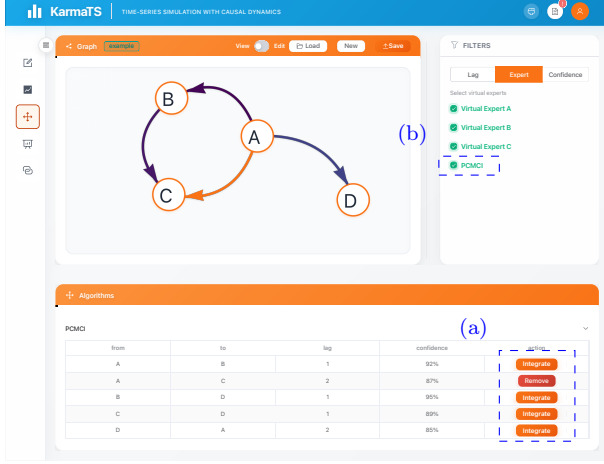 KarmaTS TIME-SERIES SIMULATION WITH CAUSAL DYNAMICS
Graph example View Edit Load New Save
FILTERS
Lag Expert Confidence
Select virtual experts
Virtual Expert A
Virtual Expert B
Virtual Expert C
PCMCI
(b)
B
A
C
D
Algorithms
(a)
PCMCI
from to lag confidence action
A B 1 92% Integrate
A C 2 87% Remove
B D 1 95% Integrate
C D 1 89% Integrate
D A 2 85% Integrate